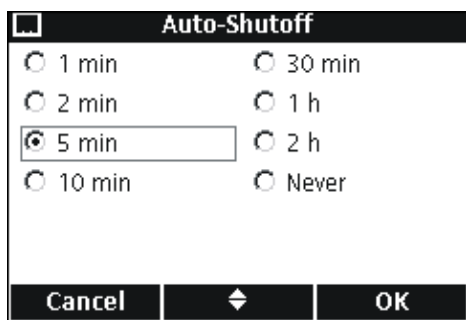 Auto-Shutoff
1 min
2 min
5 min
10 min
30 min
1 h
2 h
Never
Cancel
OK